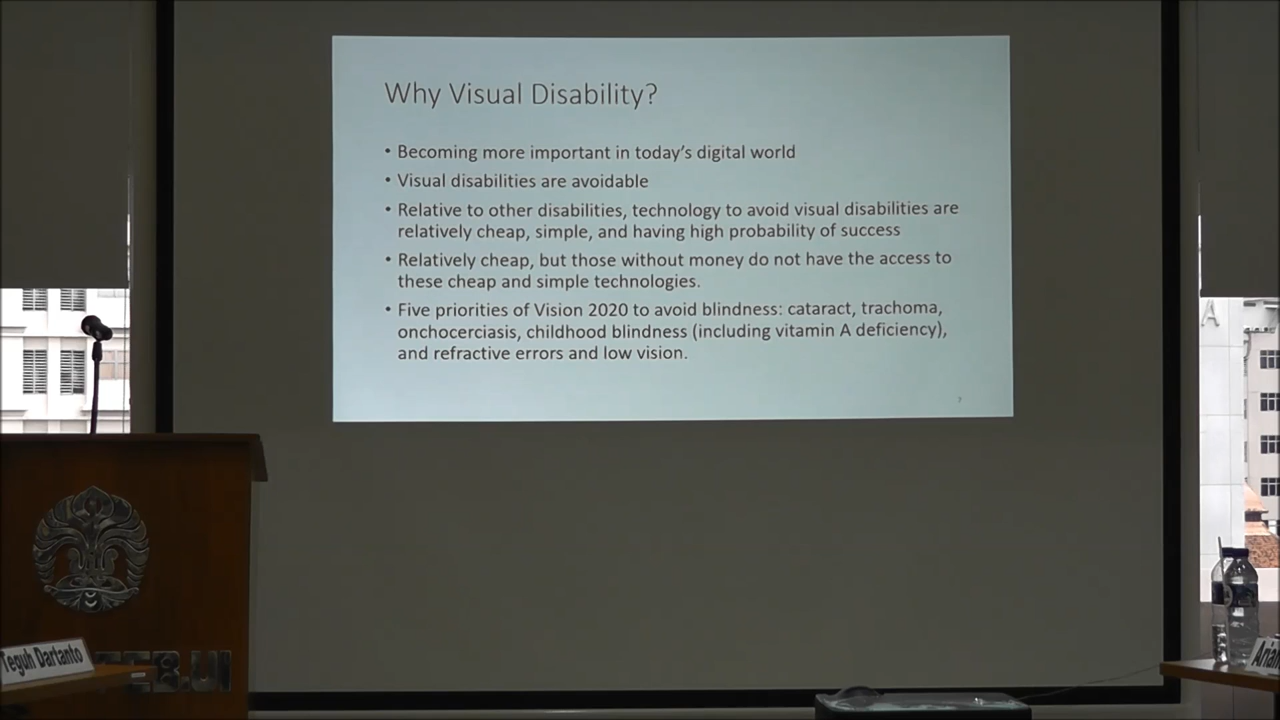 Why Visual Disability?
• Becoming more important in today's digital world
• Visual disabilities are avoidable
• Relative to other disabilities, technology to avoid visual disabilities are
relatively cheap, simple, and having high probability of success
• Relatively cheap, but those without money do not have the access to
these cheap and simple technologies.
• Five priorities of Vision 2020 to avoid blindness: cataract, trachoma,
onchocerciasis, childhood blindness (including vitamin A deficiency),
and refractive errors and low vision.
7
A
Teguh Dartanto
EB.UI